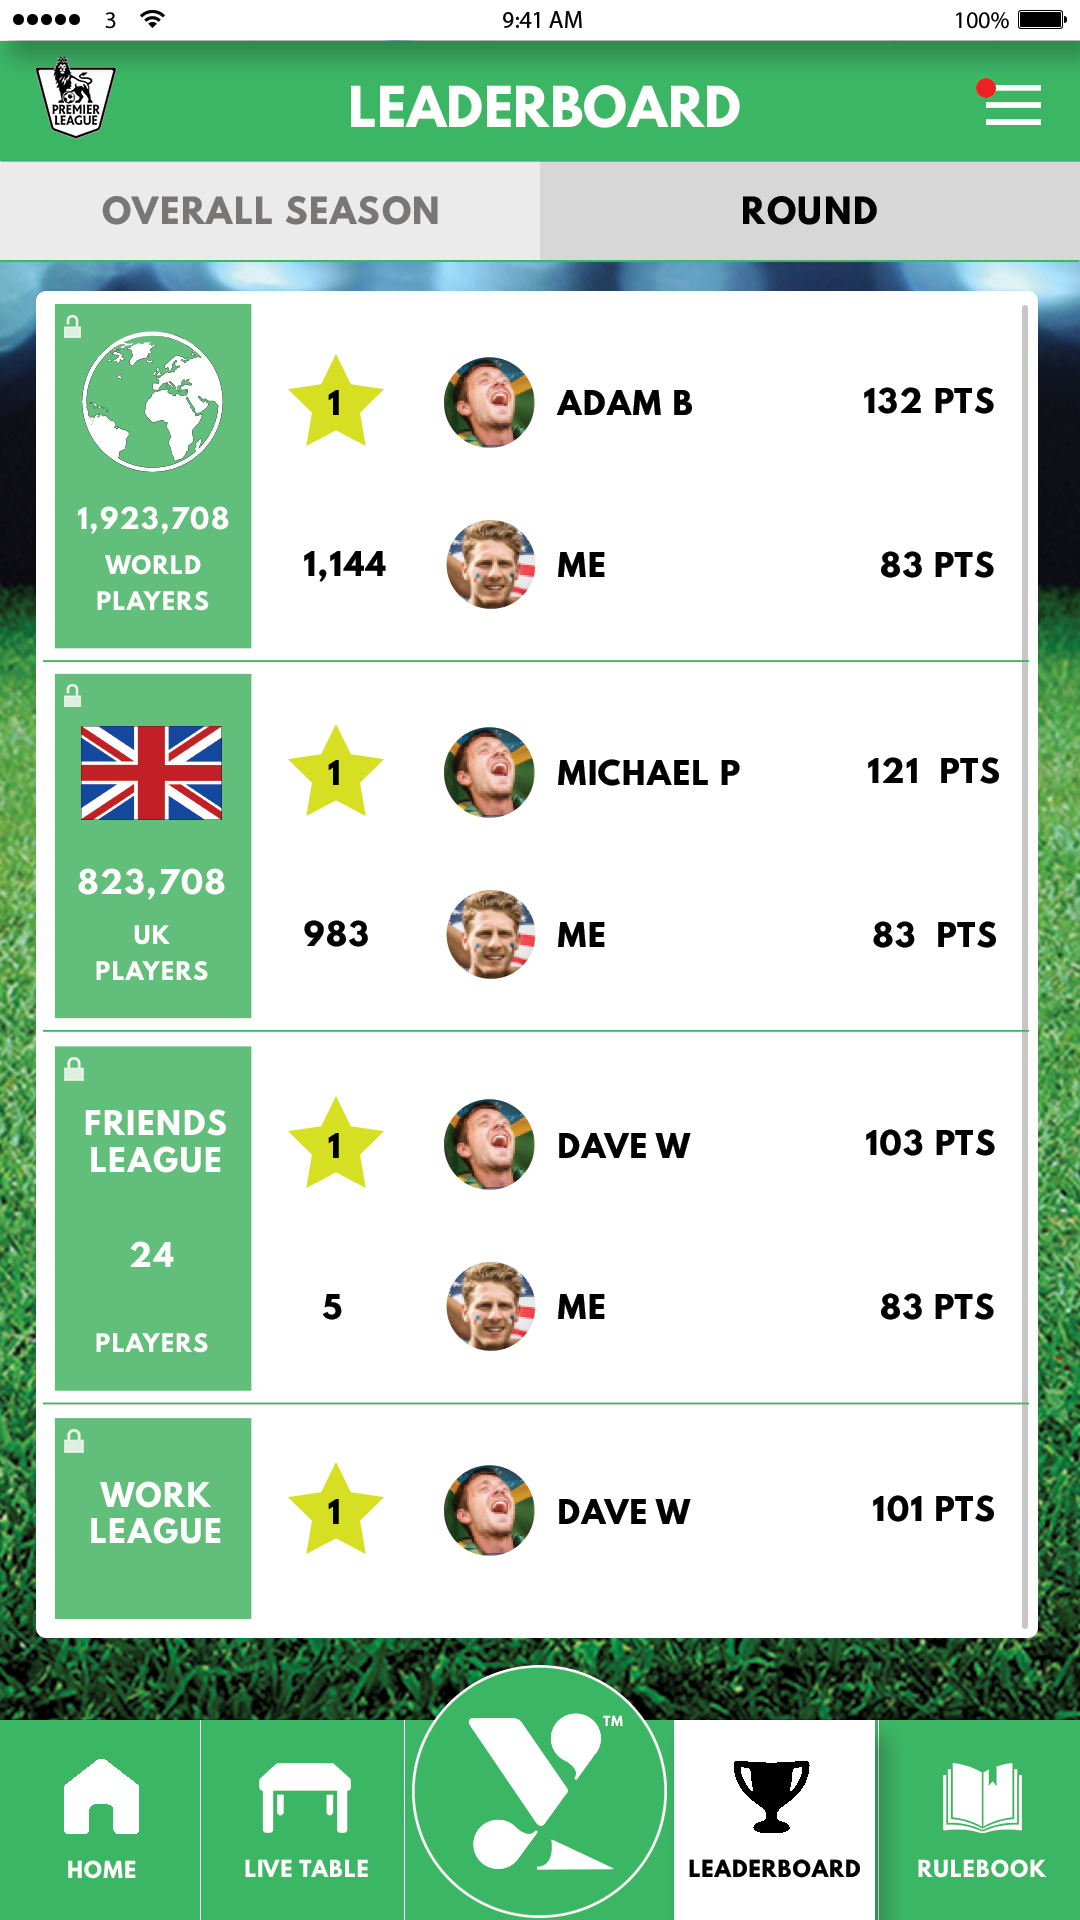 3 9:41 AM 100%
PREMIER
LEAGUE
LEADERBOARD
OVERALL SEASON ROUND
1 ADAM B 132 PTS
1,923,708
WORLD
PLAYERS
1,144 ME 83 PTS
1 MICHAEL P 121 PTS
823,708
UK
PLAYERS
983 ME 83 PTS
FRIENDS
LEAGUE
1 DAVE W 103 PTS
24
PLAYERS
5 ME 83 PTS
WORK
LEAGUE
1 DAVE W 101 PTS
TM
HOME LIVE TABLE LEADERBOARD RULEBOOK